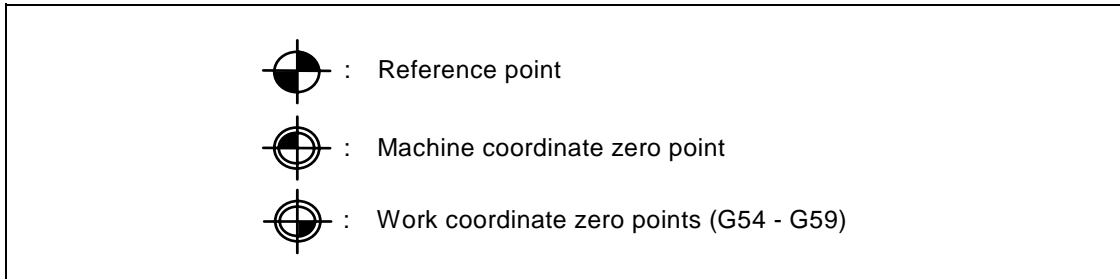 : Reference point
: Machine coordinate zero point
: Work coordinate zero points (G54 - G59)